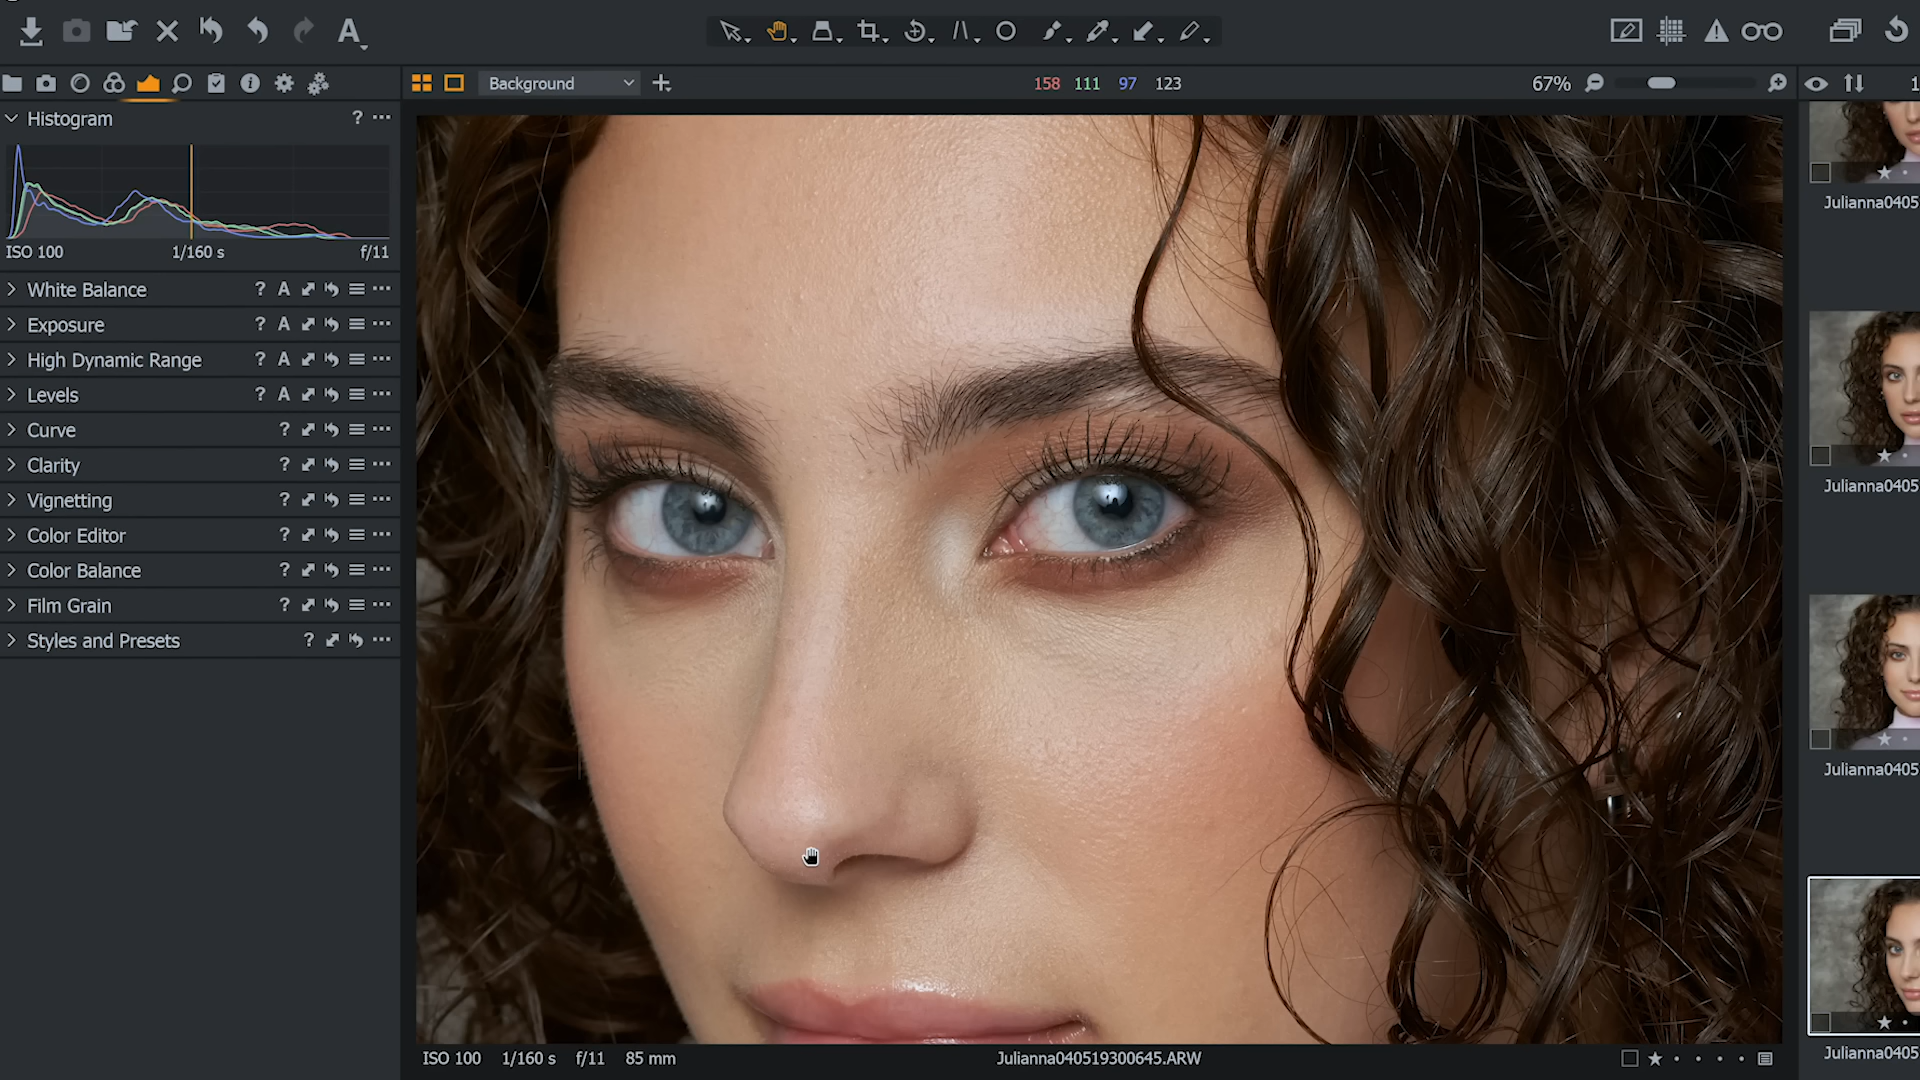 A
Background
158 111 97 123
67%
1
Histogram ?
ISO 100 1/160 s f/11
White Balance ? A
Exposure ? A
High Dynamic Range ? A
Levels ? A
Curve ?
Clarity ?
Vignetting ?
Color Editor ?
Color Balance ?
Film Grain ?
Styles and Presets ?
Julianna0405
Julianna0405
Julianna0405
Julianna0405
ISO 100 1/160 s f/11 85 mm
Julianna040519300645.ARW